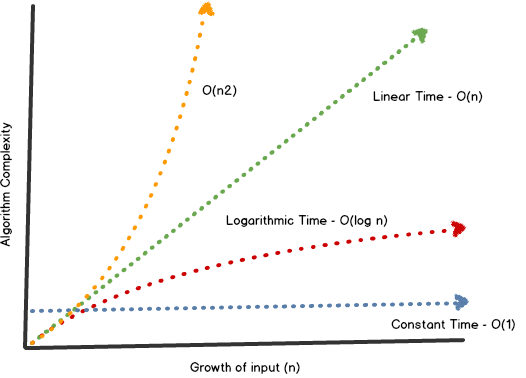 O(n2)
Linear Time - O(n)
Algorithm Complexity
Logarithmic Time - O(log n)
Constant Time - O(1)
Growth of input (n)